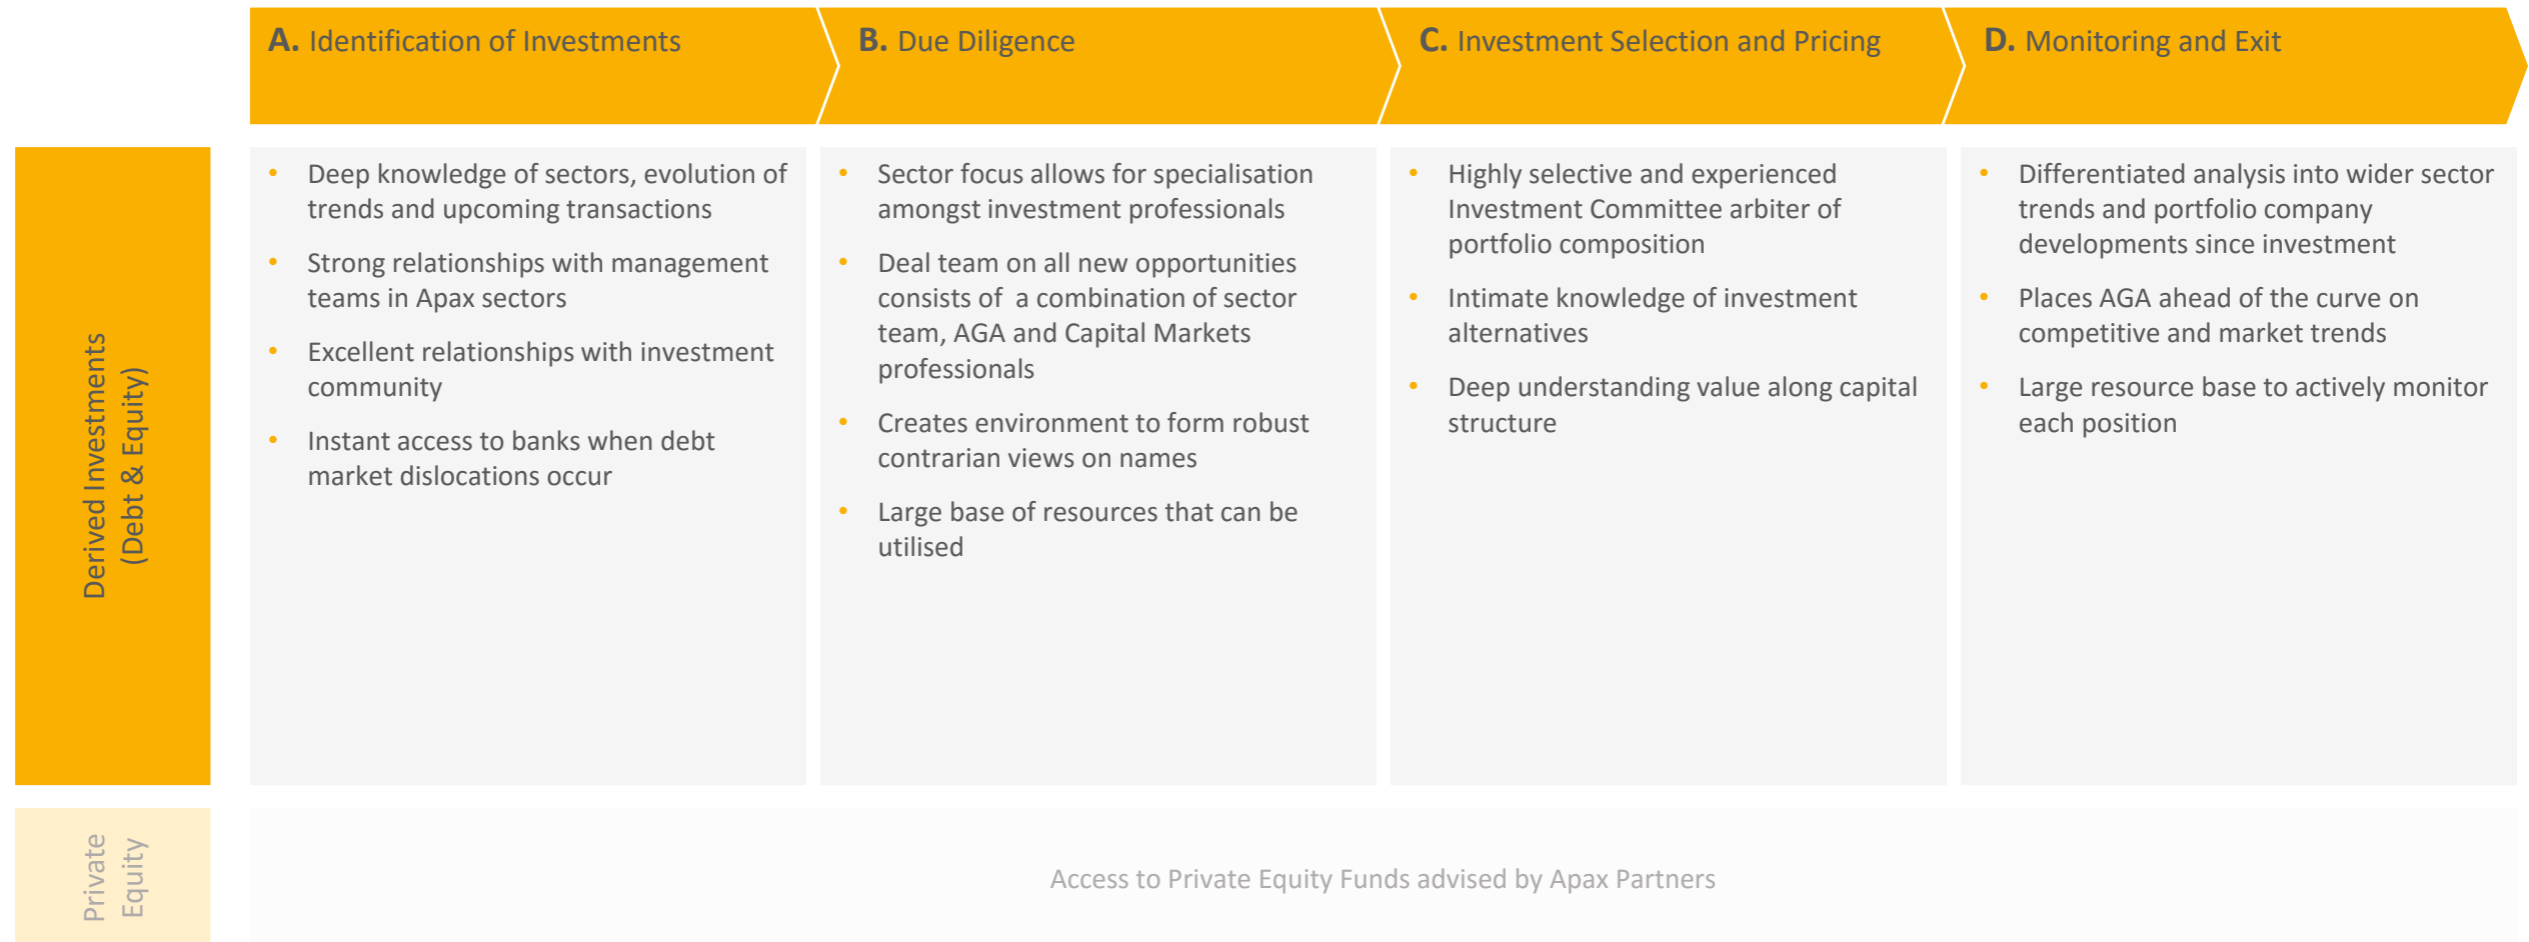 A. Identification of Investments
B. Due Diligence
C. Investment Selection and Pricing
D. Monitoring and Exit
Derived Investments
(Debt & Equity)
• Deep knowledge of sectors, evolution of
trends and upcoming transactions
• Strong relationships with management
teams in Apax sectors
• Excellent relationships with investment
community
• Instant access to banks when debt
market dislocations occur
• Sector focus allows for specialisation
amongst investment professionals
• Deal team on all new opportunities
consists of  a combination of sector
team, AGA and Capital Markets
professionals
• Creates environment to form robust
contrarian views on names
• Large base of resources that can be
utilised
• Highly selective and experienced
Investment Committee arbiter of
portfolio composition
• Intimate knowledge of investment
alternatives
• Deep understanding value along capital
structure
• Differentiated analysis into wider sector
trends and portfolio company
developments since investment
• Places AGA ahead of the curve on
competitive and market trends
• Large resource base to actively monitor
each position
Private
Equity
Access to Private Equity Funds advised by Apax Partners